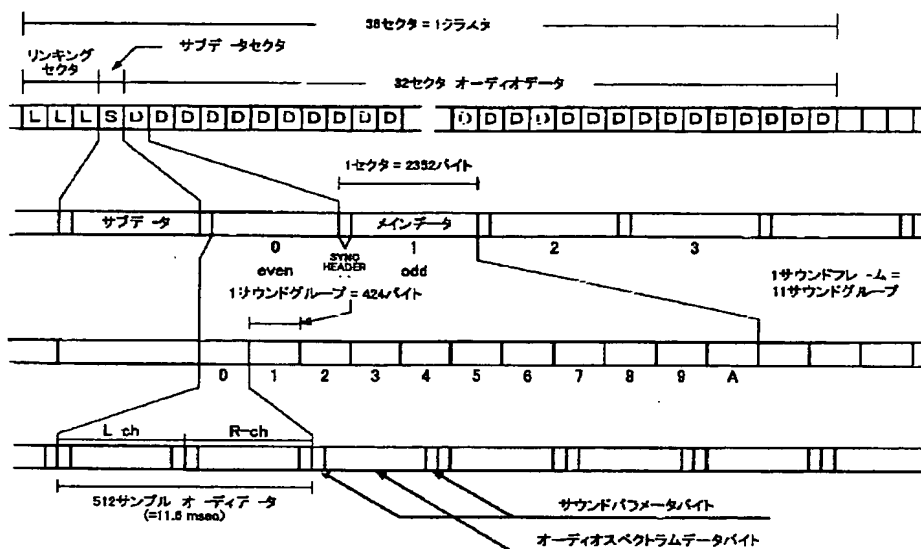 36セクタ = 1クラスタ
リンキング
セクタ
サブデータセクタ
32セクタ オーディオデータ
L L L S D D D D D D D D D D D D D D D D D D D D D D D D D D D D
1セクタ = 2352バイト
サブデータ
メインデータ
0
SYNC
HEADER
1
2
3
even
odd
1サウンドフレーム =
11サウンドグループ
1サウンドグループ = 424バイト
0 1 2 3 4 5 6 7 8 9 A
L ch
R-ch
512サンプル オーディデータ
(=11.6 msec)
サウンドパラメータバイト
オーディオスペクトラムデータバイト